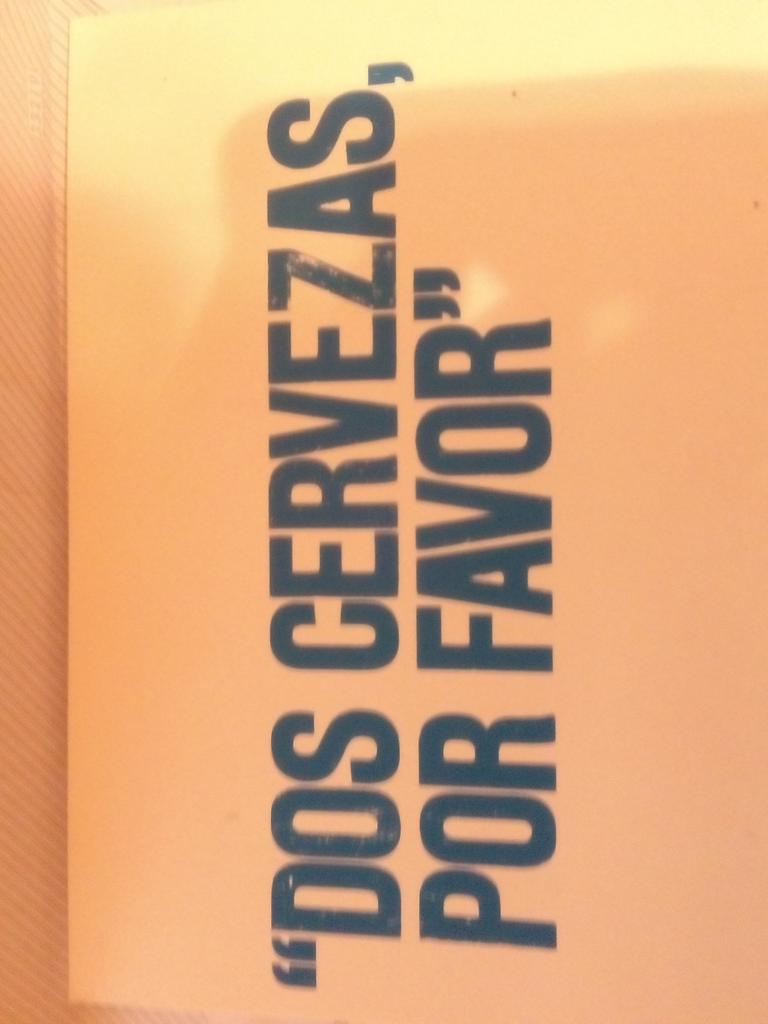 “DOS CERVEZAS,
POR FAVOR”